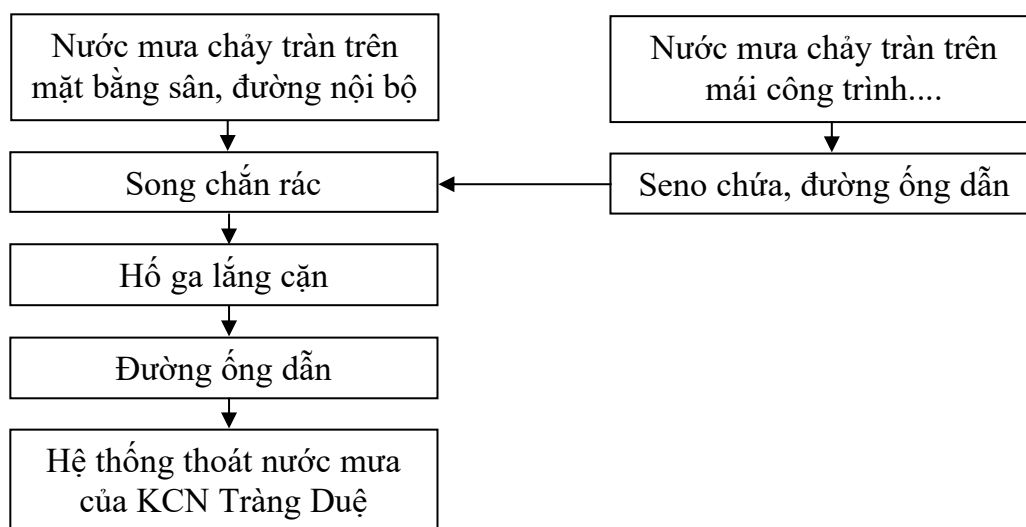 Nước mưa chảy tràn trên
mặt bằng sân, đường nội bộ
Nước mưa chảy tràn trên
mái công trình....
Song chắn rác
Seno chứa, đường ống dẫn
Hố ga lắng cặn
Đường ống dẫn
Hệ thống thoát nước mưa
của KCN Tràng Duệ